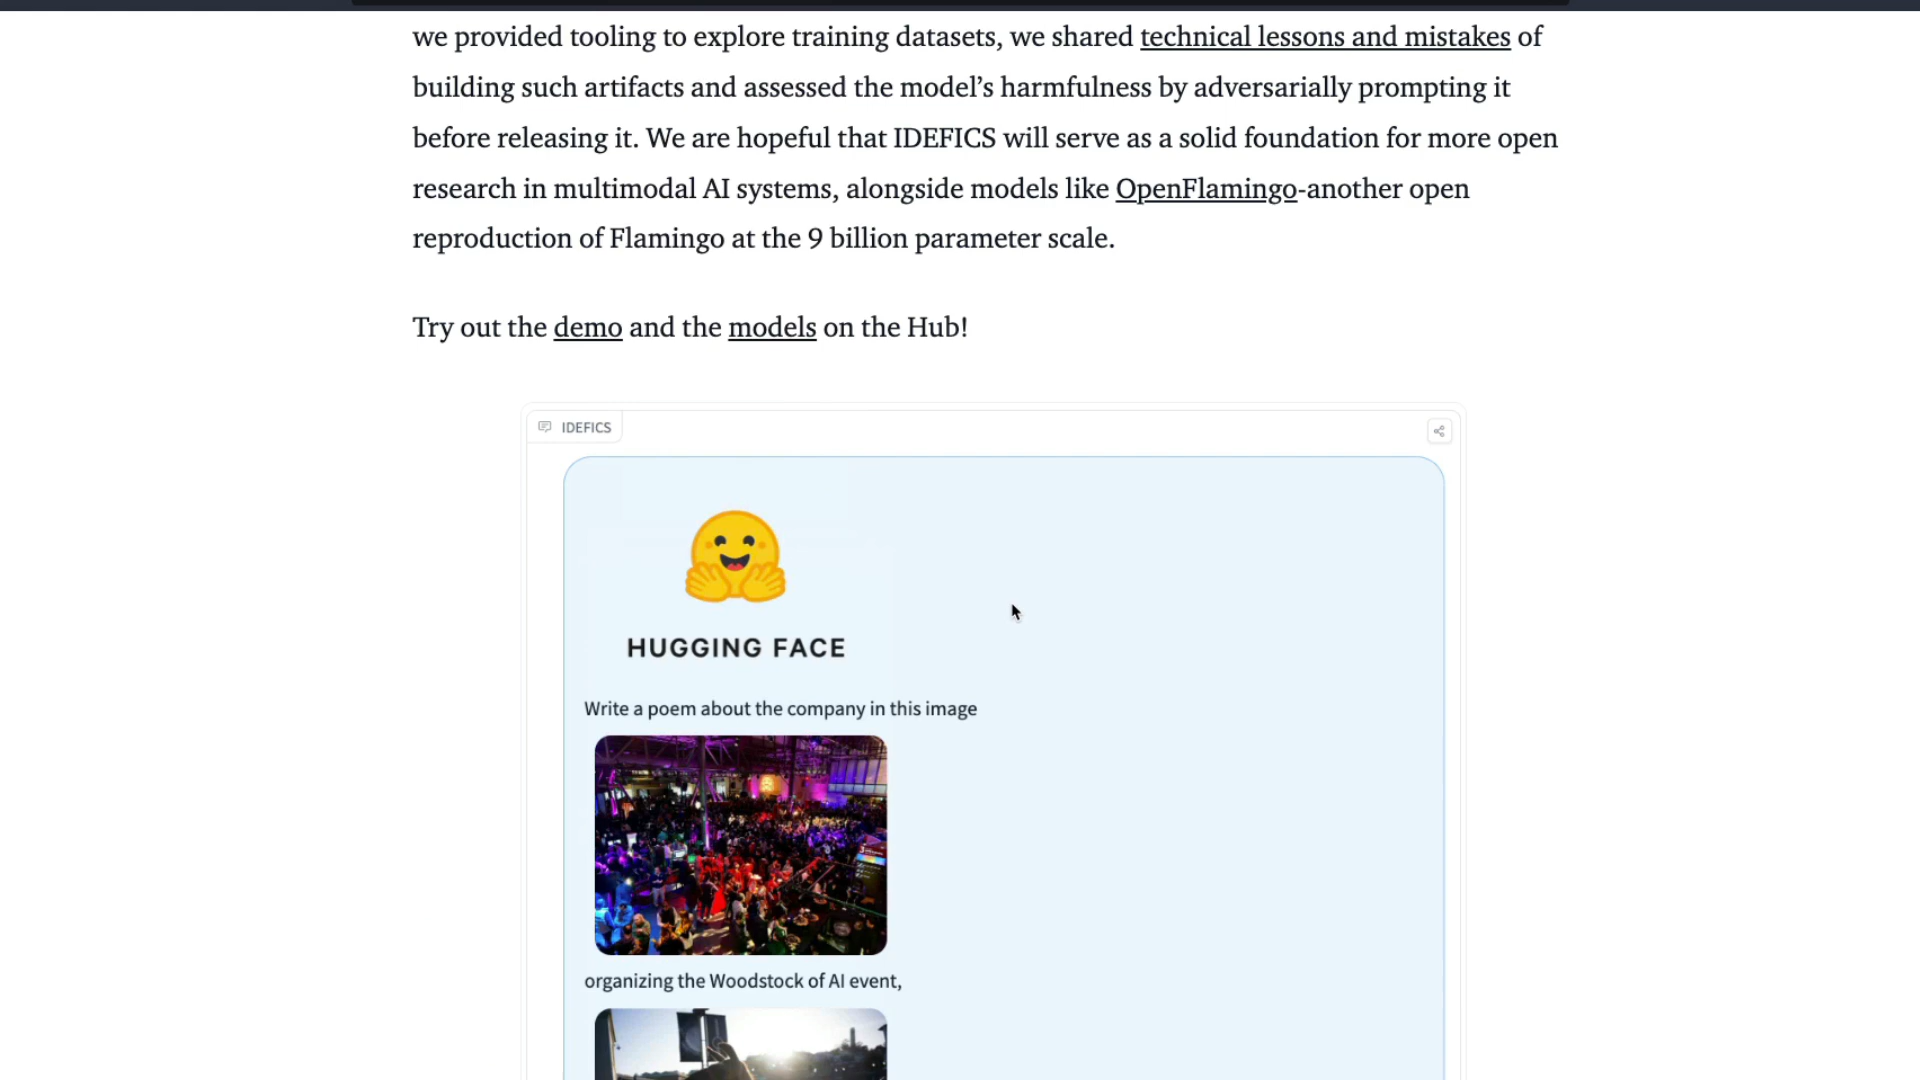 we provided tooling to explore training datasets, we shared technical lessons and mistakes of
building such artifacts and assessed the model’s harmfulness by adversarially prompting it
before releasing it. We are hopeful that IDEFICS will serve as a solid foundation for more open
research in multimodal AI systems, alongside models like OpenFlamingo-another open
reproduction of Flamingo at the 9 billion parameter scale.
Try out the demo and the models on the Hub!
IDEFICS
HUGGING FACE
Write a poem about the company in this image
organizing the Woodstock of AI event,